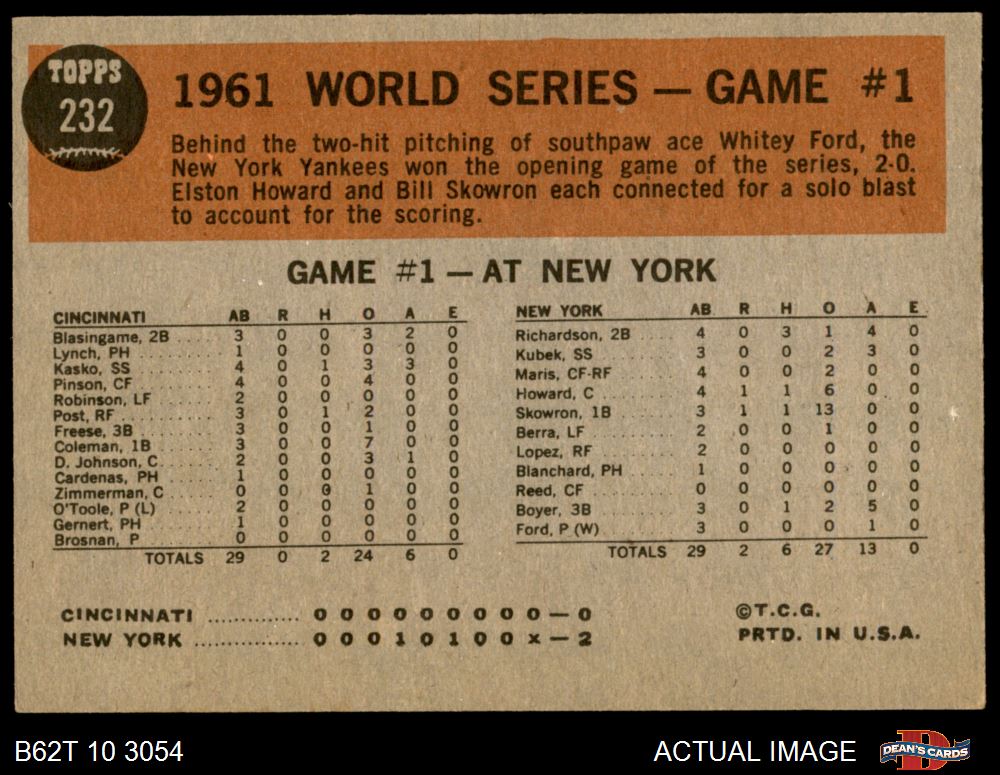 TOPPS
232
1961 WORLD SERIES — GAME #1
Behind the two-hit pitching of southpaw ace Whitey Ford, the
New York Yankees won the opening game of the series, 2-0.
Elston Howard and Bill Skowron each connected for a solo blast
to account for the scoring.
GAME #1 — AT NEW YORK
CINCINNATI AB R H O A E
Blasingame, 2B 3 0 0 3 2 0
Lynch, PH 1 0 0 0 0 0
Kasko, SS 4 0 1 3 3 0
Pinson, CF 4 0 0 4 0 0
Robinson, LF 2 0 0 0 0 0
Post, RF 3 0 1 2 0 0
Freese, 3B 3 0 0 1 0 0
Coleman, 1B 3 0 0 7 0 0
D. Johnson, C 2 0 0 3 1 0
Cardenas, PH 1 0 0 0 0 0
Zimmerman, C 0 0 0 1 0 0
O'Toole, P (L) 2 0 0 0 0 0
Gernert, PH 1 0 0 0 0 0
Brosnan, P 0 0 0 0 0 0
TOTALS 29 0 2 24 6 0
NEW YORK AB R H O A E
Richardson, 2B 4 0 3 1 4 0
Kubek, SS 3 0 0 2 3 0
Maris, CF-RF 4 0 0 2 0 0
Howard, C 4 1 1 6 0 0
Skowron, 1B 3 1 1 13 0 0
Berra, LF 2 0 0 1 0 0
Lopez, RF 2 0 0 0 0 0
Blanchard, PH 1 0 0 0 0 0
Reed, CF 0 0 0 0 0 0
Boyer, 3B 3 0 1 2 5 0
Ford, P (W) 3 0 0 0 1 0
TOTALS 29 2 6 27 13 0
CINCINNATI ............... 0 0 0 0 0 0 0 0 0 — 0
NEW YORK ................. 0 0 0 1 0 1 0 0 x — 2
©T.C.G.
PRTD. IN U.S.A.
B62T 10 3054
ACTUAL IMAGE
D
DEAN'S CARDS